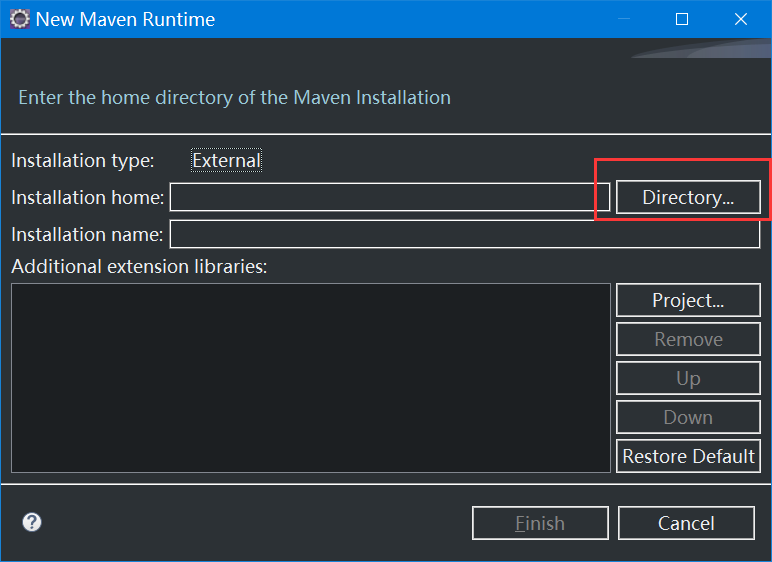 New Maven Runtime
Enter the home directory of the Maven Installation
Installation type: External
Installation home: Directory...
Installation name:
Additional extension libraries:
Project...
Remove
Up
Down
Restore Default
? Finish Cancel